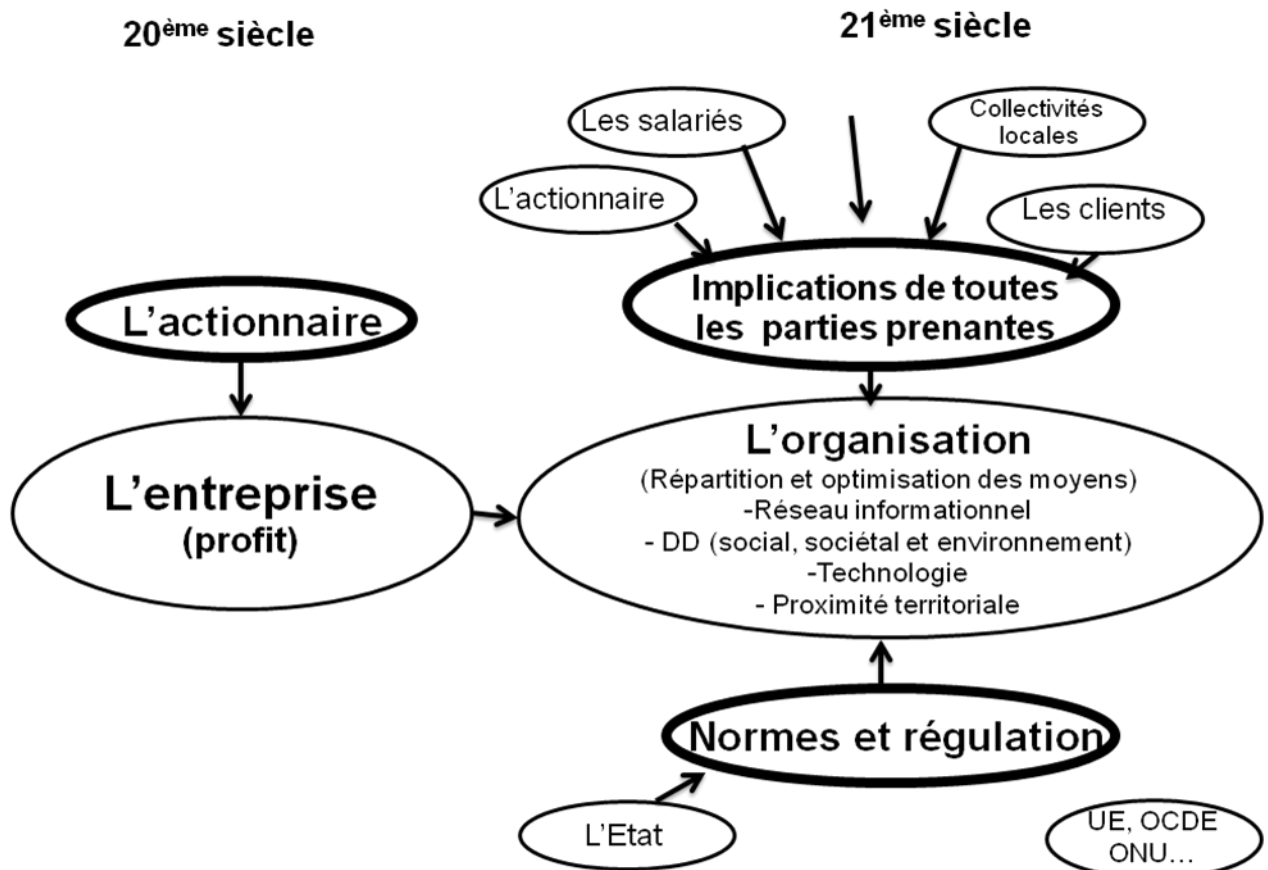 20ème siècle
21ème siècle
Les salariés
Collectivités
locales
L'actionnaire
Les clients
Implications de toutes
les parties prenantes
L'actionnaire
L'entreprise
(profit)
L'organisation
(Répartition et optimisation des moyens)
-Réseau informationnel
- DD (social, sociétal et environnement)
-Technologie
- Proximité territoriale
Normes et régulation
L'Etat
UE, OCDE
ONU…